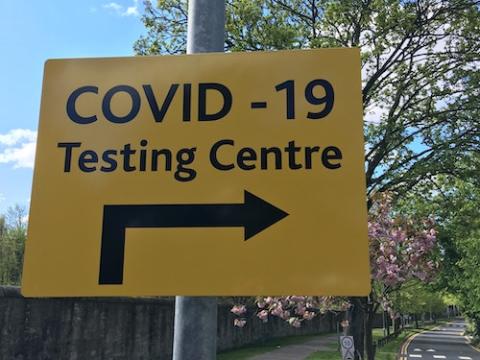 COVID -19
Testing Centre